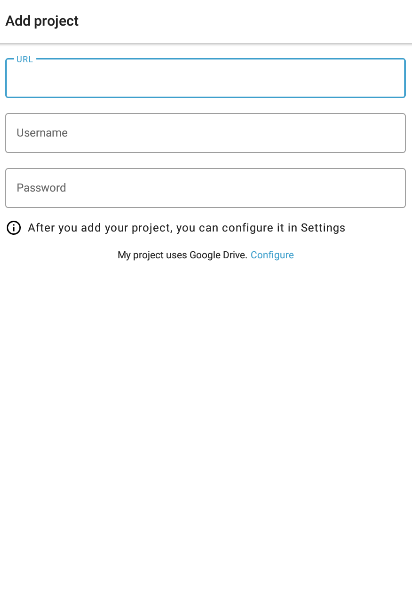 Add project
URL
Username
Password
After you add your project, you can configure it in Settings
My project uses Google Drive. Configure